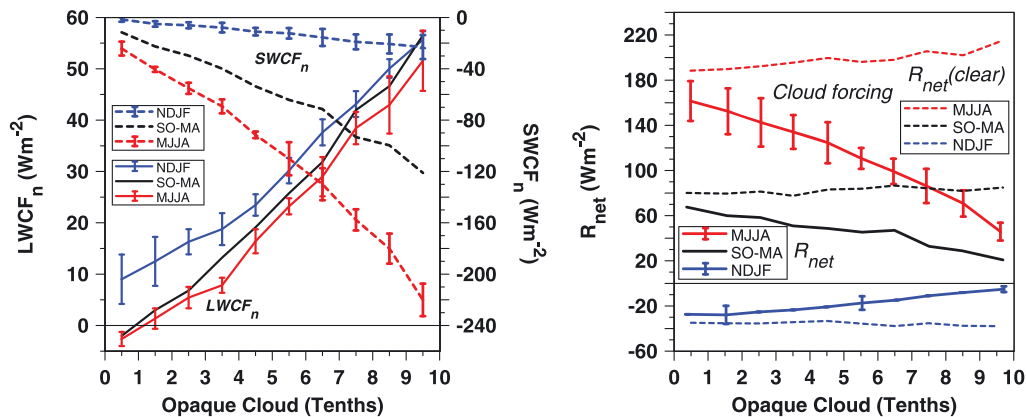 60
50
40
30
20
10
0
LWCFn (Wm-2)
0
-40
-80
-120
-160
-200
-240
SWCFn
(Wm-2)
SWCFn
NDJF
SO-MA
MJJA
NDJF
SO-MA
MJJA
LWCFn
0 1 2 3 4 5 6 7 8 9 10
Opaque Cloud (Tenths)
220
180
140
100
60
20
-20
-60
Rnet (Wm-2)
Cloud forcing
Rnet(clear)
MJJA
SO-MA
NDJF
MJJA
SO-MA
NDJF
Rnet
0 1 2 3 4 5 6 7 8 9 10
Opaque Cloud (Tenths)